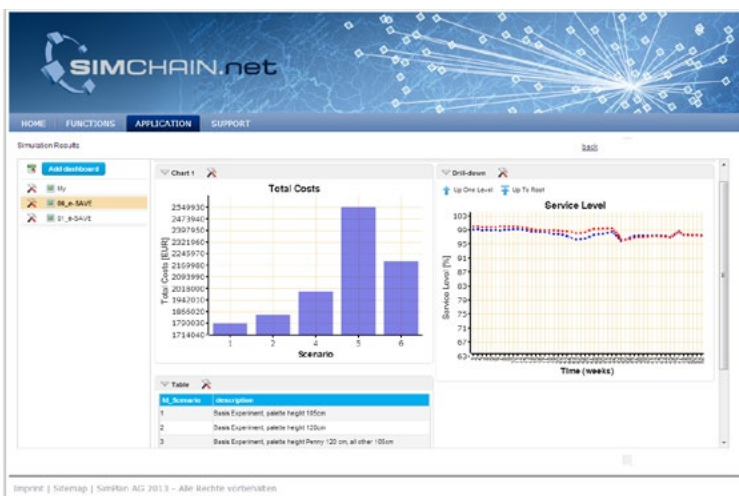 SIMCHAIN.net
HOME FUNCTIONS APPLICATION SUPPORT
Simulation Results
back
Add dashboard
My
01_e-SAVE
Chart 1
Total Costs
Total Costs [EUR]
2549930
2473940
2397950
2321960
2245970
2169980
2093990
2018000
1942010
1866020
1790030
1714040
1 2 4 5 6
Scenario
Drill-down
Up One Level Up To Root
Service Level
Service Level [%]
103
99
95
91
87
83
79
75
71
67
63
Time (weeks)
Table
Id_Scenario description
1 Basis Experiment, palette height 105cm
2 Basis Experiment, palette height 120cm
3 Basis Experiment, palette height Penny 120 cm, all other 105cm
Imprint | Sitemap | SimPlan AG 2013 - Alle Rechte vorbehalten